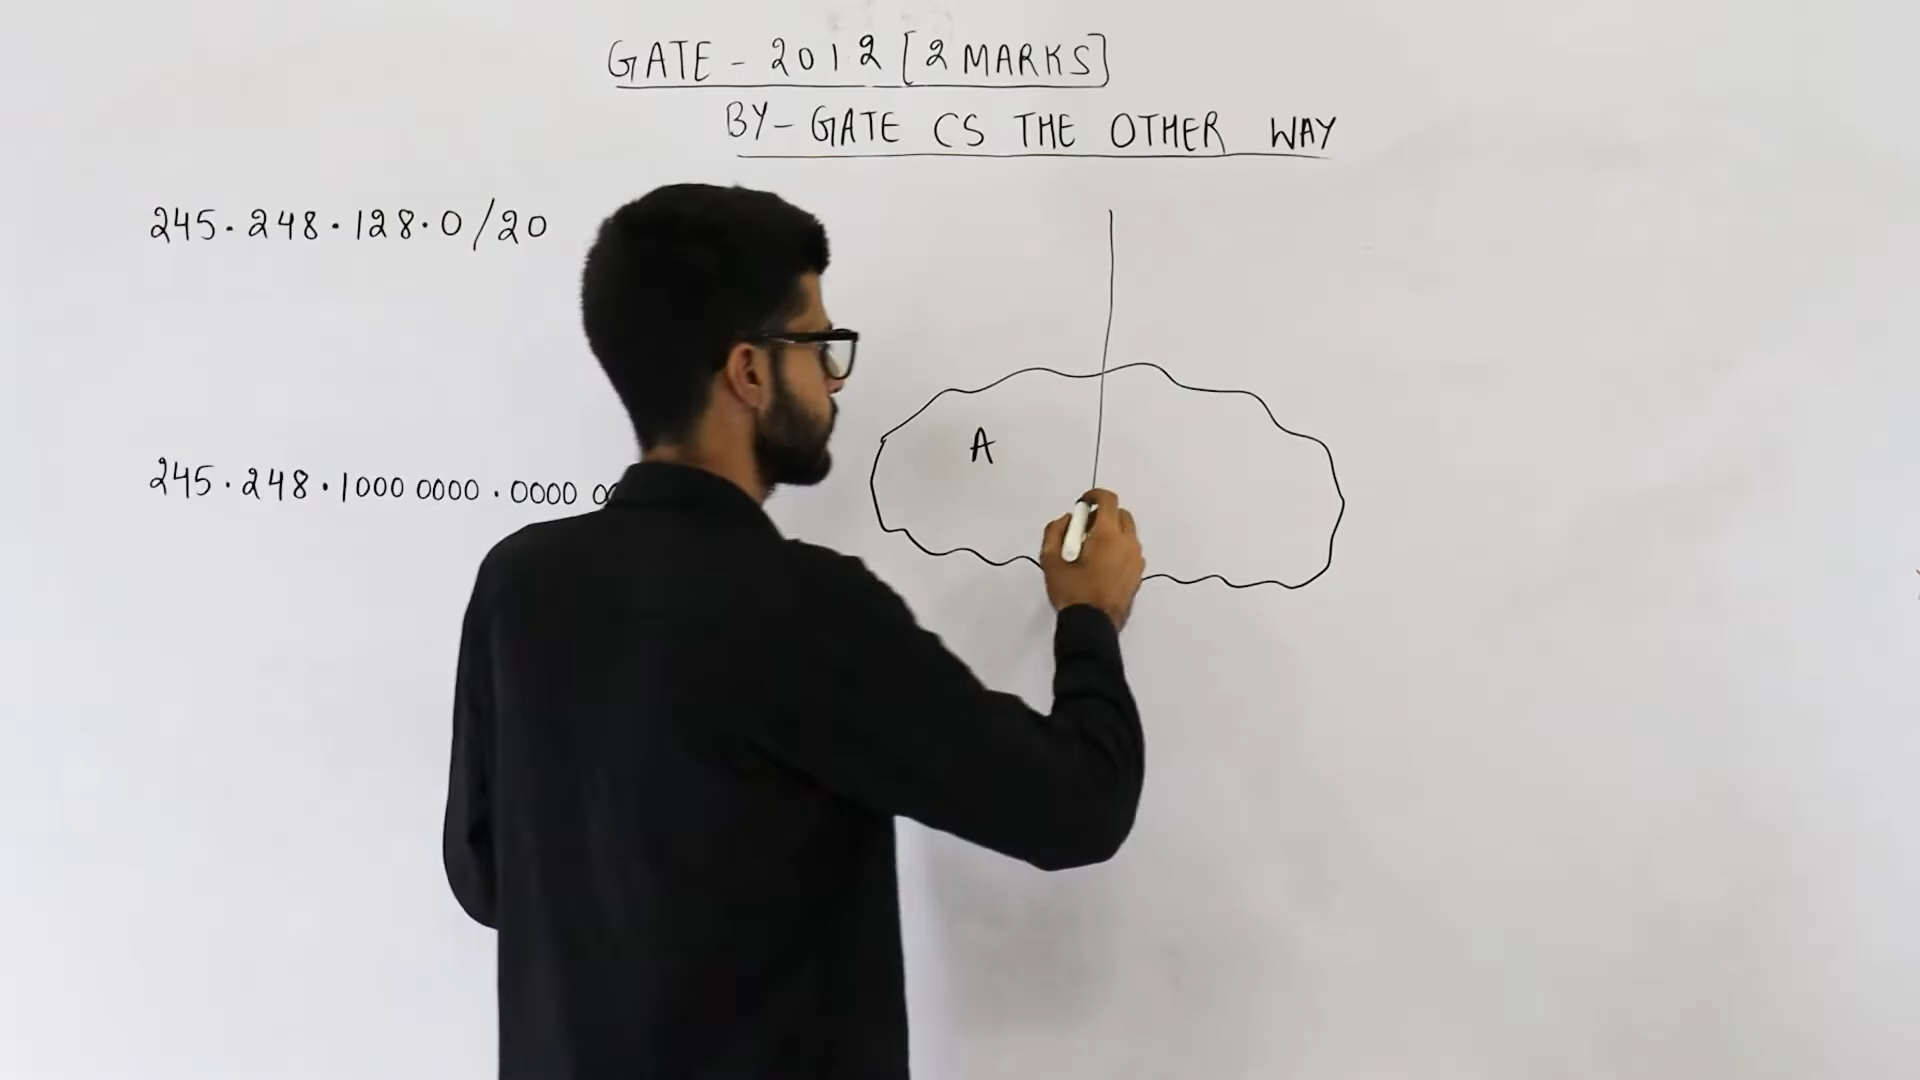 GATE - 2012 [2 MARKS]
BY - GATE CS THE OTHER WAY
245.248.128.0/20
A
245.248.1000 0000.0000